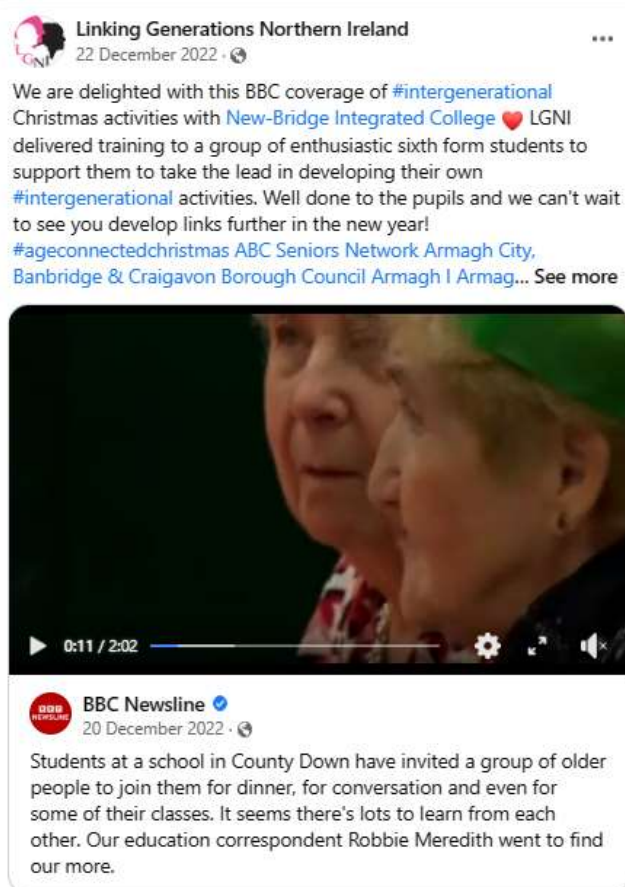 Linking Generations Northern Ireland
22 December 2022 ·
We are delighted with this BBC coverage of #intergenerational
Christmas activities with New-Bridge Integrated College ❤️ LGNI
delivered training to a group of enthusiastic sixth form students to
support them to take the lead in developing their own
#intergenerational activities. Well done to the pupils and we can't wait
to see you develop links further in the new year!
#ageconnectedchristmas ABC Seniors Network Armagh City,
Banbridge & Craigavon Borough Council Armagh I Armag... See more
LGNI
0:11 / 2:02
BBC NEWSLINE
BBC Newsline
20 December 2022 ·
Students at a school in County Down have invited a group of older
people to join them for dinner, for conversation and even for
some of their classes. It seems there's lots to learn from each
other. Our education correspondent Robbie Meredith went to find
our more.